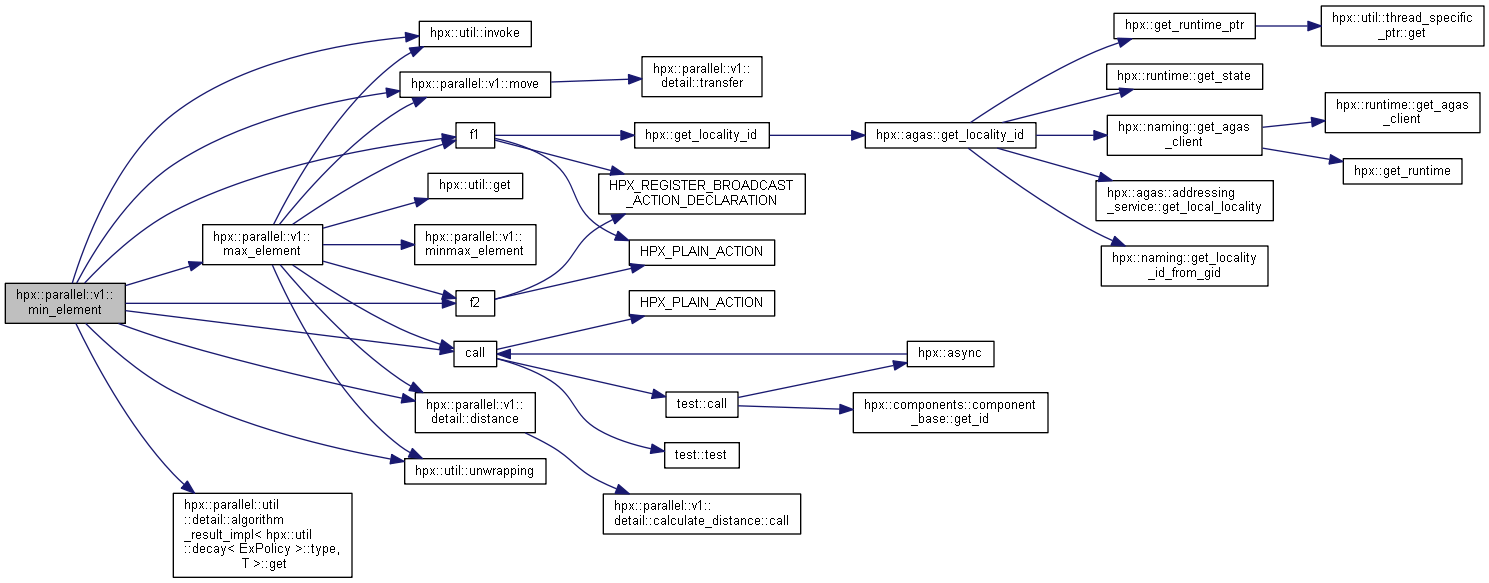 hpx::parallel::v1::
min_element
hpx::parallel::v1::
max_element
hpx::parallel::util
::detail::algorithm
_result_impl< hpx::util
::decay< ExPolicy >::type,
T >::get
hpx::util::invoke
hpx::parallel::v1::move
f1
hpx::util::get
hpx::parallel::v1::
minmax_element
f2
call
hpx::parallel::v1::
detail::distance
hpx::util::unwrapping
hpx::parallel::v1::
detail::transfer
hpx::get_locality_id
HPX_REGISTER_BROADCAST
_ACTION_DECLARATION
HPX_PLAIN_ACTION
HPX_PLAIN_ACTION
test::call
test::test
hpx::parallel::v1::
detail::calculate_distance::call
hpx::agas::get_locality_id
hpx::async
hpx::components::component
_base::get_id
hpx::get_runtime_ptr
hpx::runtime::get_state
hpx::naming::get_agas
_client
hpx::agas::addressing
_service::get_local_locality
hpx::naming::get_locality
_id_from_gid
hpx::util::thread_specific
_ptr::get
hpx::runtime::get_agas
_client
hpx::get_runtime